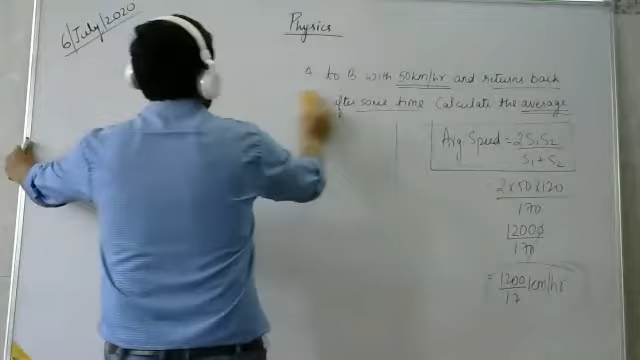 6/July/2020
Physics
A to B with 50km/hr and returns back
after some time Calculate the average
Avg. Speed = 2S₁S₂
S₁+S₂
2×50×120
170
12000
170
= 1200 km/hr
17